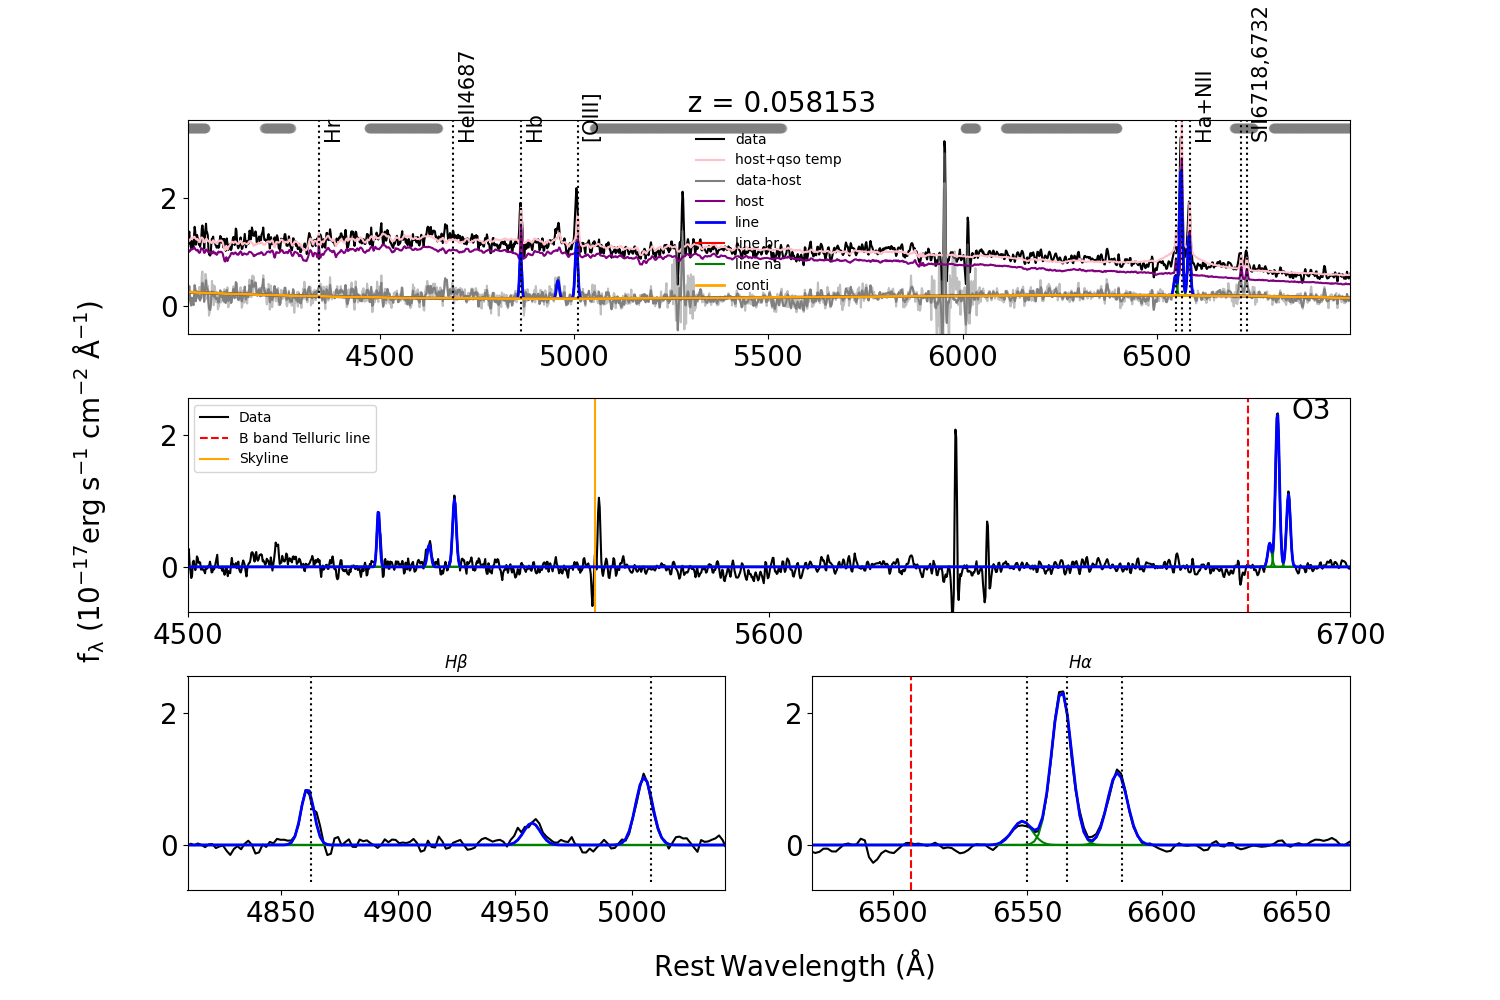 z = 0.058153
Hr
HeII4687
Hb
[OIII]
Ha+NII
SII6718,6732
data
host+qso temp
data-host
host
line
line br
line na
conti
2
0
4500
5000
5500
6000
6500
Data
B band Telluric line
Skyline
O3
2
0
4500
5600
6700
fλ (10⁻¹⁷erg s⁻¹ cm⁻² Å⁻¹)
Hβ
2
0
4850
4900
4950
5000
Hα
2
0
6500
6550
6600
6650
Rest Wavelength (Å)